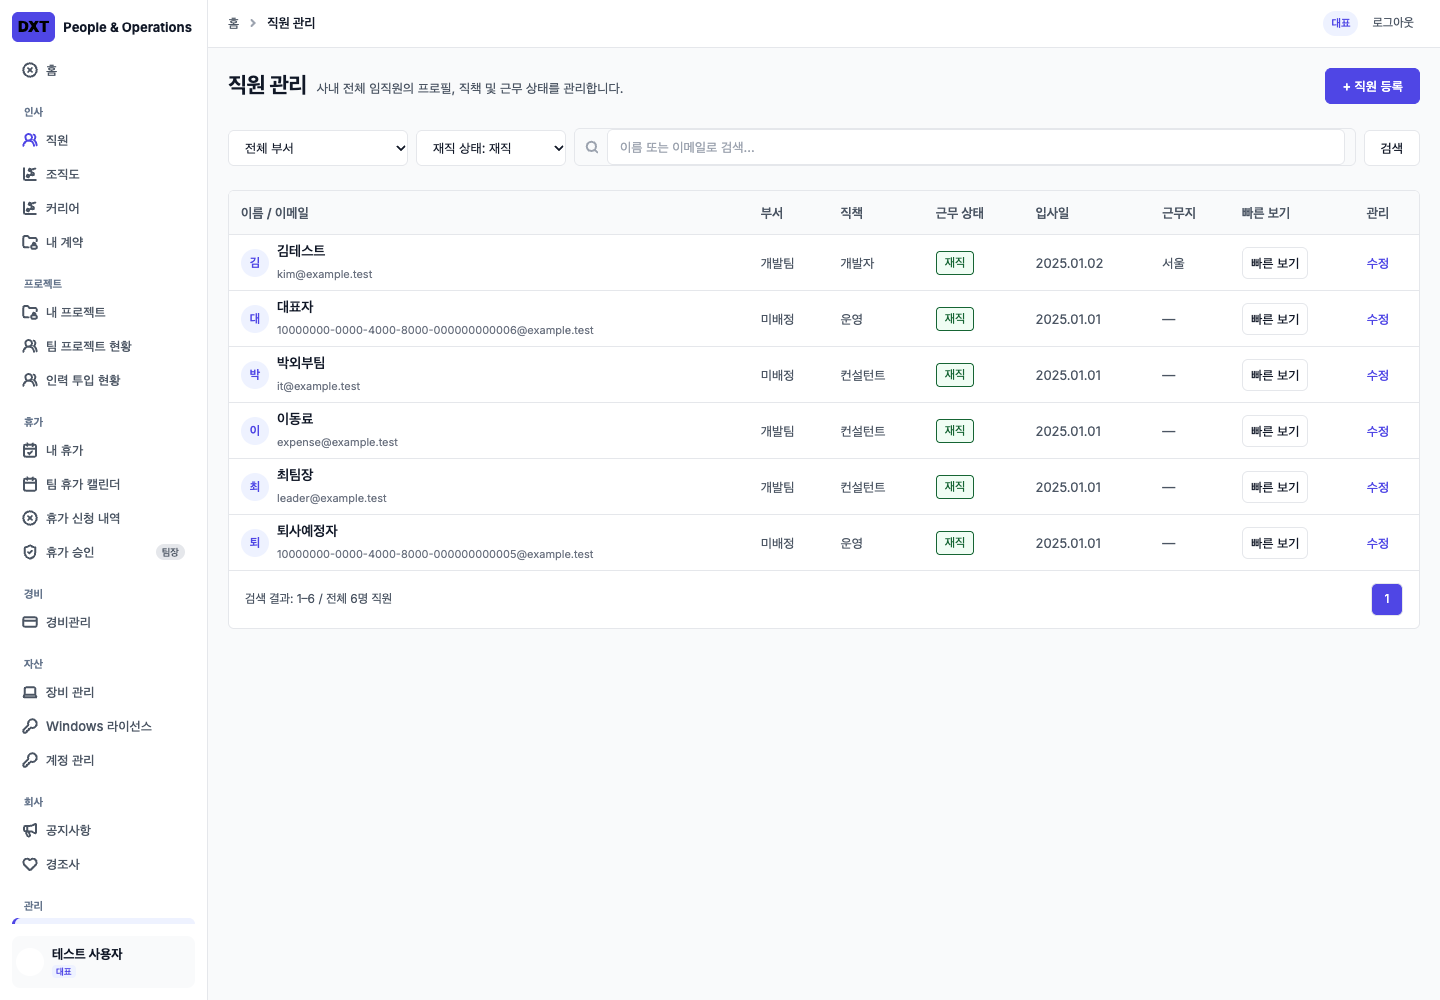 DXT People & Operations
홈
인사
직원
조직도
커리어
내 계약
프로젝트
내 프로젝트
팀 프로젝트 현황
인력 투입 현황
휴가
내 휴가
팀 휴가 캘린더
휴가 신청 내역
휴가 승인 팀장
경비
경비관리
자산
장비 관리
Windows 라이선스
계정 관리
회사
공지사항
경조사
관리
테스트 사용자
대표
홈 > 직원 관리
대표 로그아웃
직원 관리 사내 전체 임직원의 프로필, 직책 및 근무 상태를 관리합니다.
+ 직원 등록
전체 부서 재직 상태: 재직 이름 또는 이메일로 검색... 검색
이름 / 이메일 부서 직책 근무 상태 입사일 근무지 빠른 보기 관리
김 김테스트
kim@example.test 개발팀 개발자 재직 2025.01.02 서울 빠른 보기 수정
대 대표자
10000000-0000-4000-8000-000000000006@example.test 미배정 운영 재직 2025.01.01 — 빠른 보기 수정
박 박외부팀
it@example.test 미배정 컨설턴트 재직 2025.01.01 — 빠른 보기 수정
이 이동료
expense@example.test 개발팀 컨설턴트 재직 2025.01.01 — 빠른 보기 수정
최 최팀장
leader@example.test 개발팀 컨설턴트 재직 2025.01.01 — 빠른 보기 수정
퇴 퇴사예정자
10000000-0000-4000-8000-000000000005@example.test 미배정 운영 재직 2025.01.01 — 빠른 보기 수정
검색 결과: 1–6 / 전체 6명 직원 1